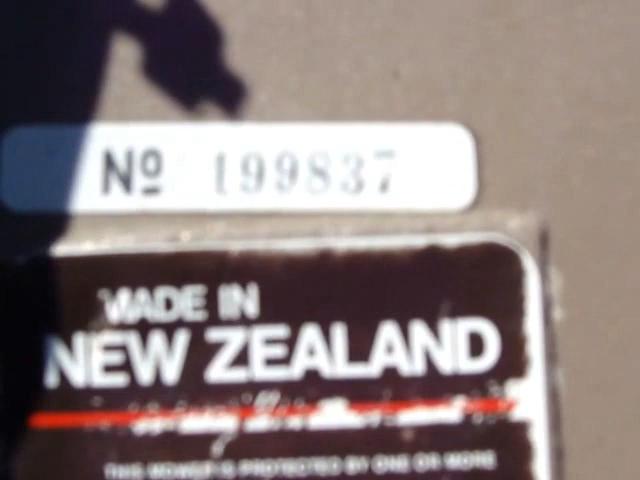 Nº 199837
MADE IN
NEW ZEALAND
THIS MOWER IS PROTECTED BY ONE OR MORE